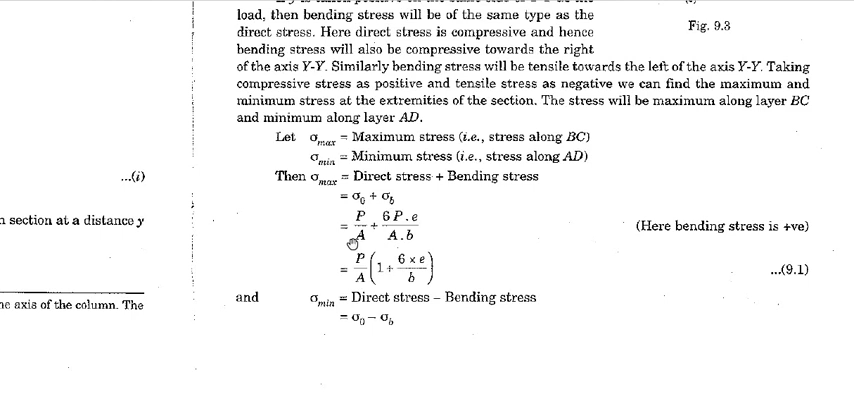 load, then bending stress will be of the same type as the
direct stress. Here direct stress is compressive and hence
bending stress will also be compressive towards the right
of the axis Y-Y. Similarly bending stress will be tensile towards the left of the axis Y-Y. Taking
compressive stress as positive and tensile stress as negative we can find the maximum and
minimum stress at the extremities of the section. The stress will be maximum along layer BC
and minimum along layer AD.
Fig. 9.3
Let σmax = Maximum stress (i.e., stress along BC)
σmin = Minimum stress (i.e., stress along AD)
Then σmax = Direct stress + Bending stress
= σ0 + σb
= P/A + 6P.e/A.b (Here bending stress is +ve)
= P/A (1 + 6 × e/b) ...(9.1)
and σmin = Direct stress – Bending stress
= σ0 – σb
...(i)
section at a distance y
axis of the column. The